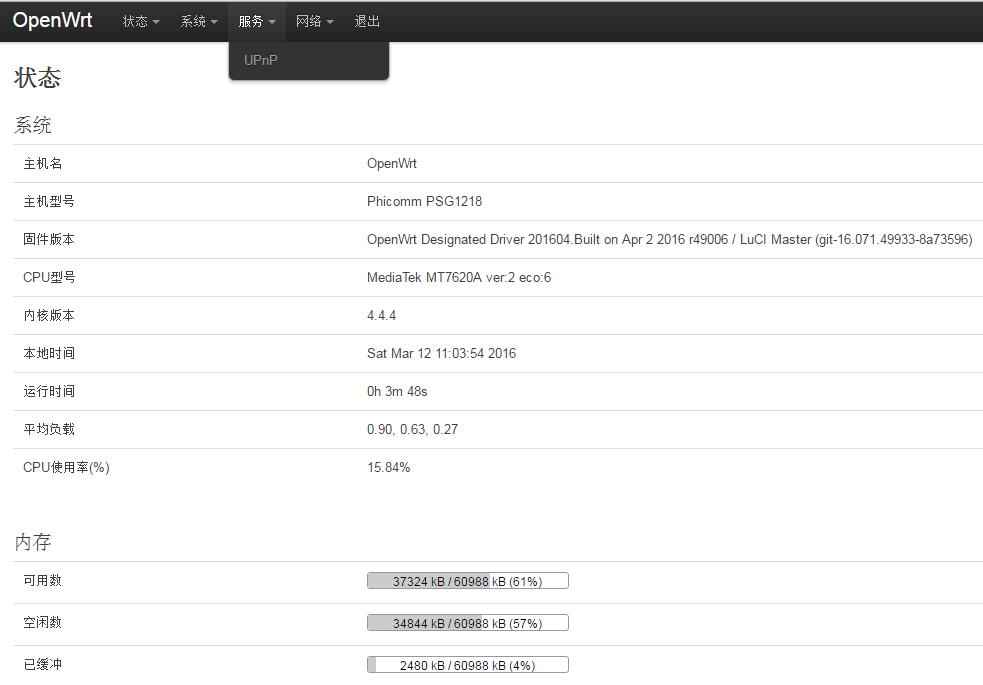 OpenWrt 状态 系统 服务 网络 退出
UPnP
状态
系统
主机名 OpenWrt
主机型号 Phicomm PSG1218
固件版本 OpenWrt Designated Driver 201604.Built on Apr 2 2016 r49006 / LuCI Master (git-16.071.49933-8a73596)
CPU型号 MediaTek MT7620A ver:2 eco:6
内核版本 4.4.4
本地时间 Sat Mar 12 11:03:54 2016
运行时间 0h 3m 48s
平均负载 0.90, 0.63, 0.27
CPU使用率(%) 15.84%
内存
可用数 37324 kB / 60988 kB (61%)
空闲数 34844 kB / 60988 kB (57%)
已缓冲 2480 kB / 60988 kB (4%)